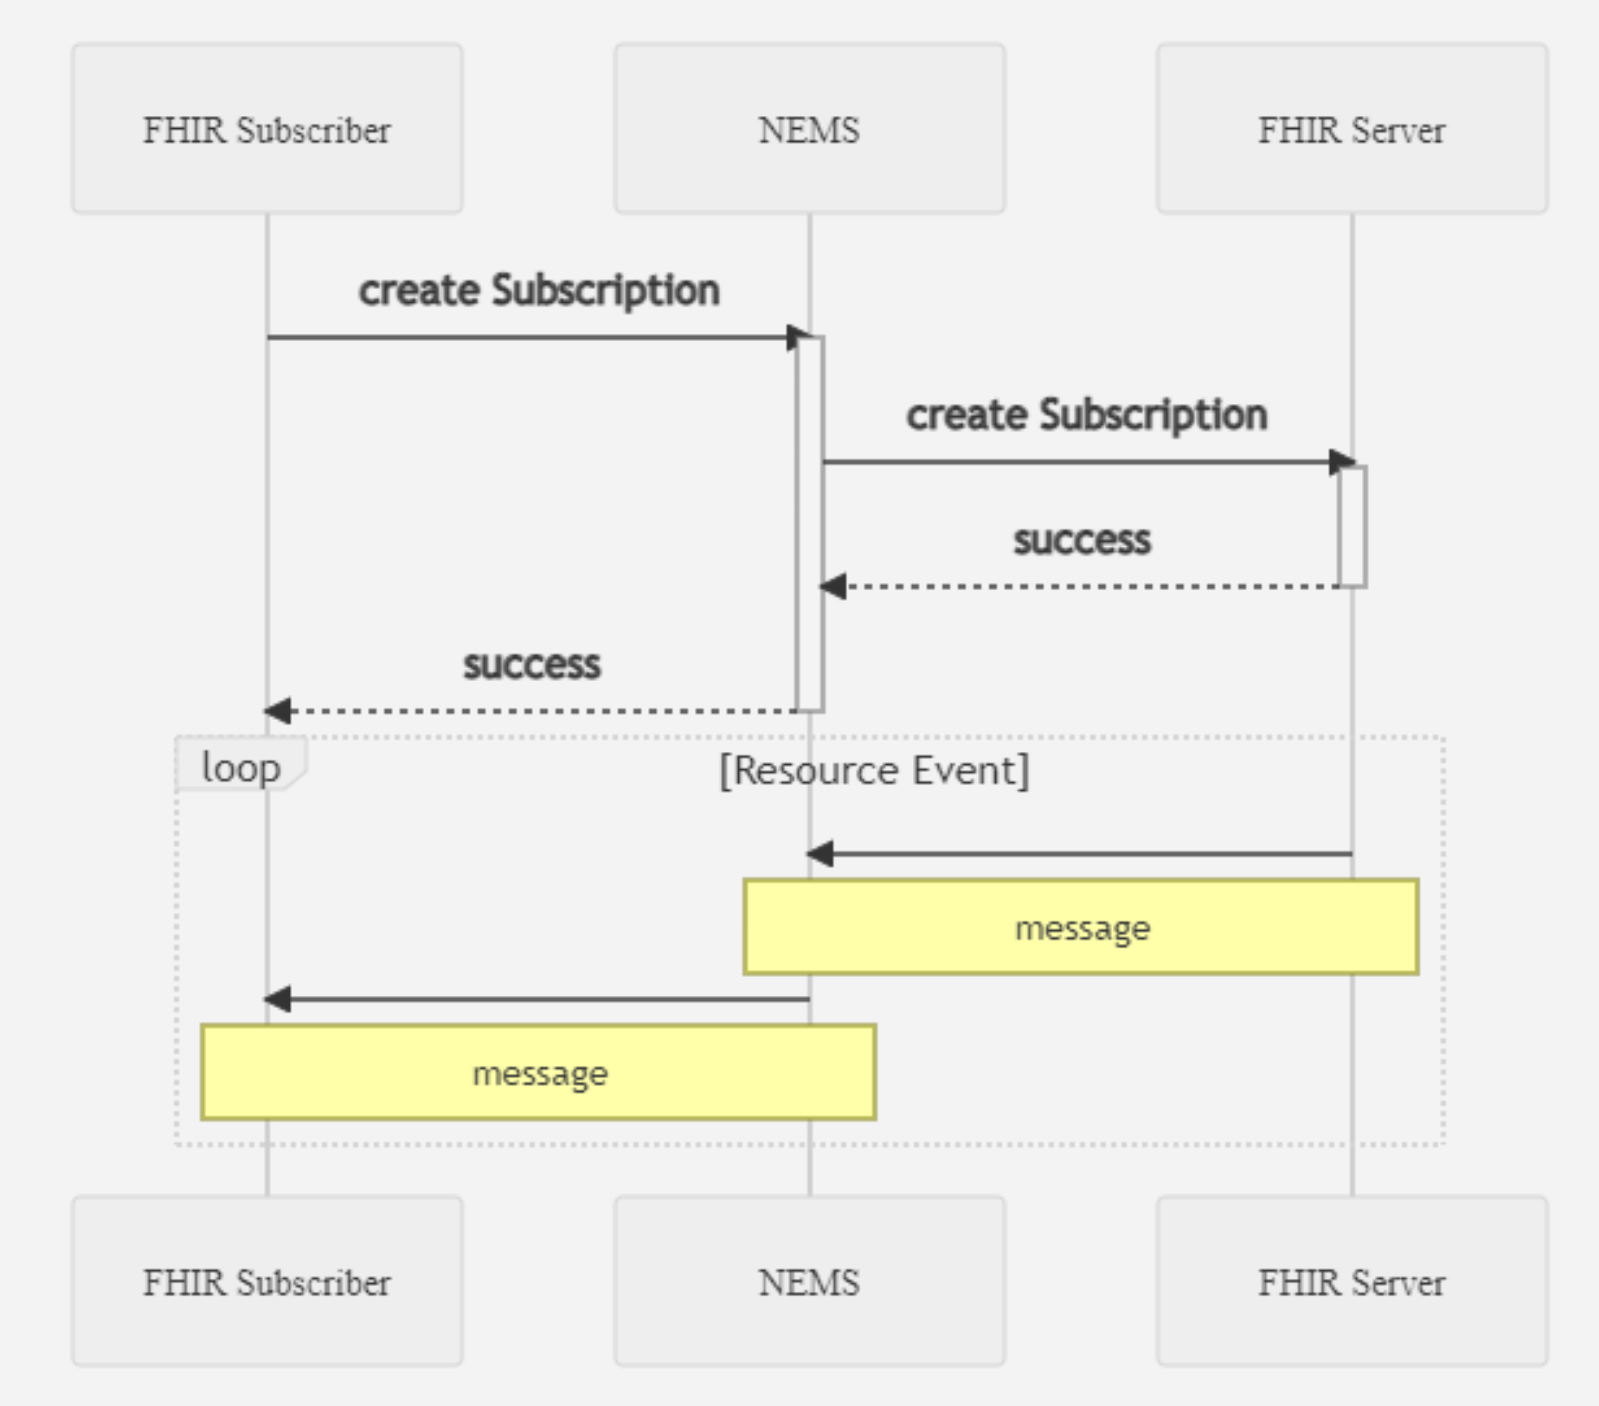 FHIR Subscriber
NEMS
FHIR Server
create Subscription
create Subscription
success
success
loop
[Resource Event]
message
message
FHIR Subscriber
NEMS
FHIR Server